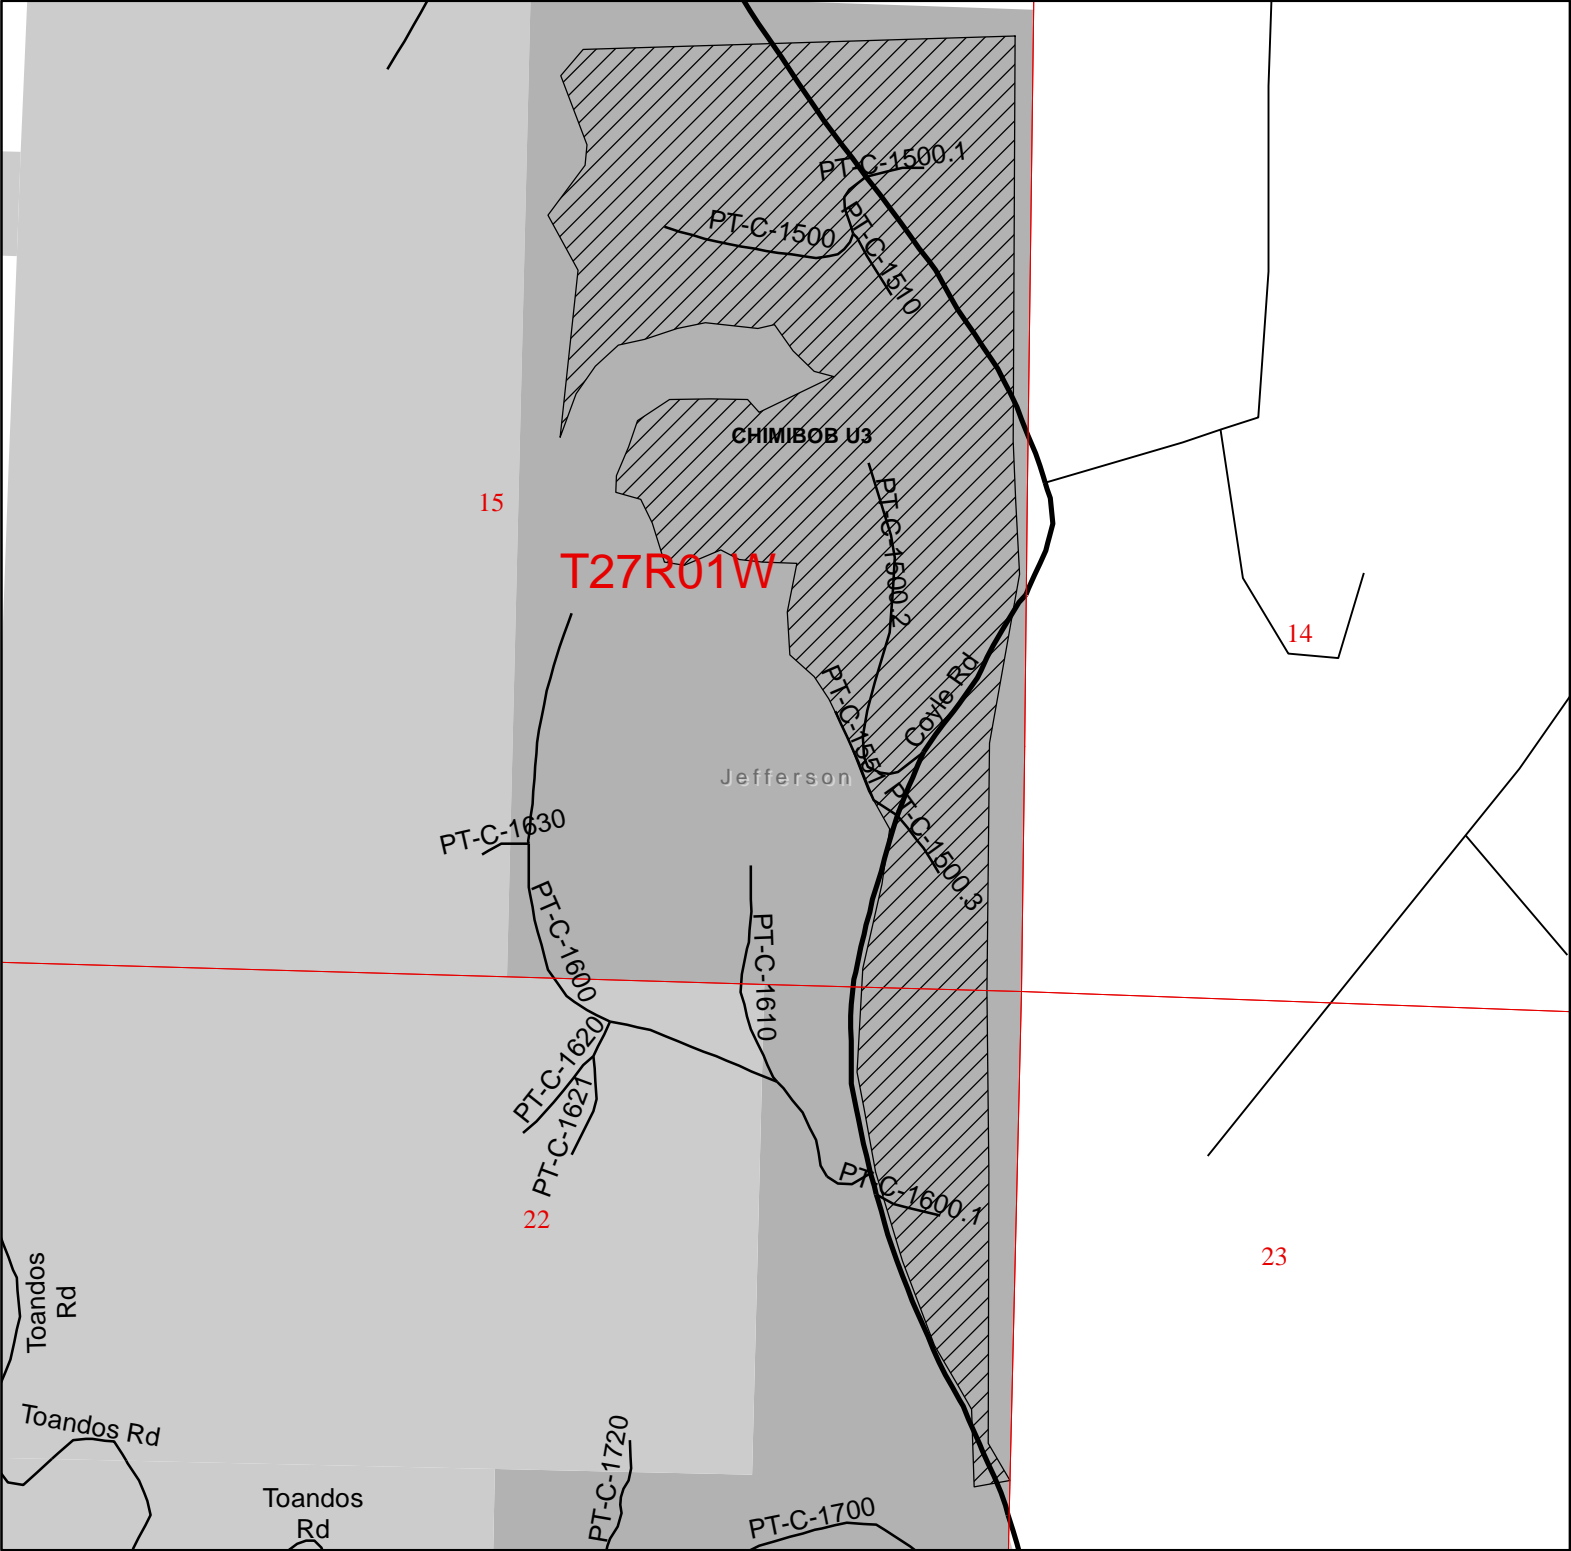 PT-C-1500.1
PT-C-1500
PT-C-1510
CHIMIBOB U3
15
PT-C-1500.2
T27R01W
14
Coyle Rd
PT-C-1551
Jefferson
PT-C-1630
PT-C-1500.3
PT-C-1600
PT-C-1610
PT-C-1620
PT-C-1621
PT-C-1600.1
22
23
Toandos
Rd
Toandos Rd
PT-C-1720
Toandos
Rd
PT-C-1700